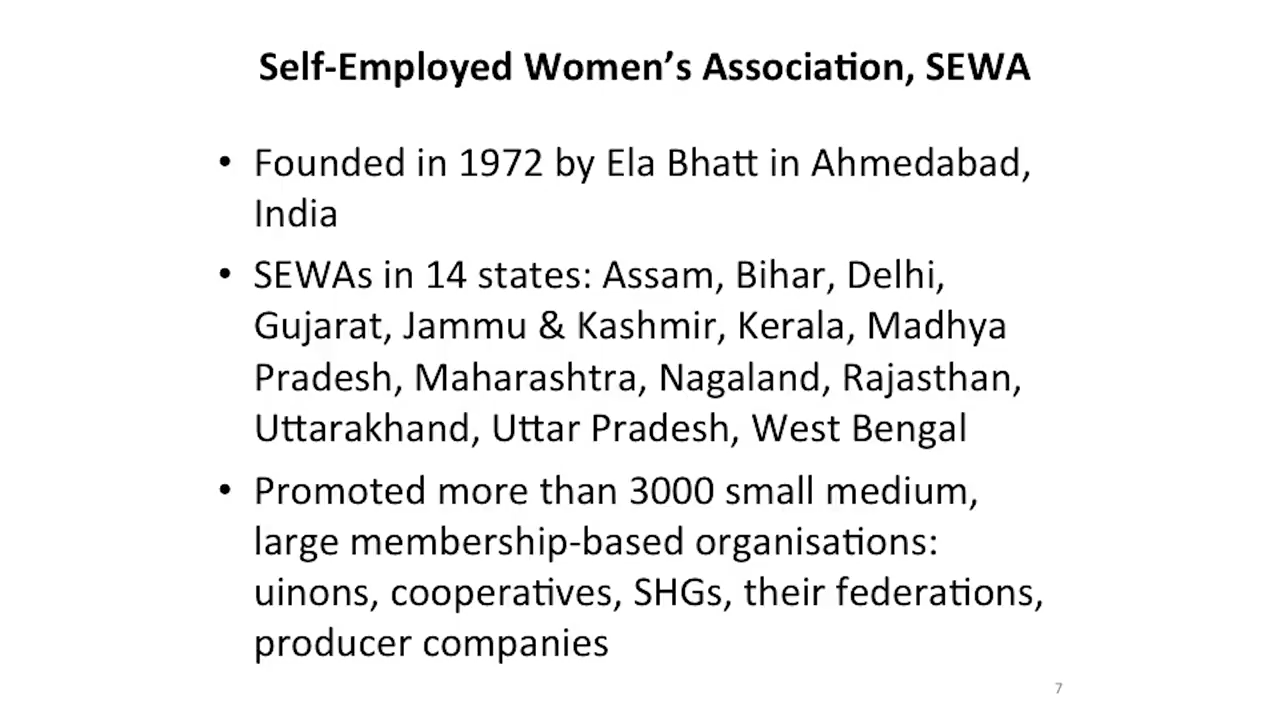 Self-Employed Women's Association, SEWA
• Founded in 1972 by Ela Bhatt in Ahmedabad,
India
• SEWAs in 14 states: Assam, Bihar, Delhi,
Gujarat, Jammu & Kashmir, Kerala, Madhya
Pradesh, Maharashtra, Nagaland, Rajasthan,
Uttarakhand, Uttar Pradesh, West Bengal
• Promoted more than 3000 small medium,
large membership-based organisations:
uinons, cooperatives, SHGs, their federations,
producer companies
7